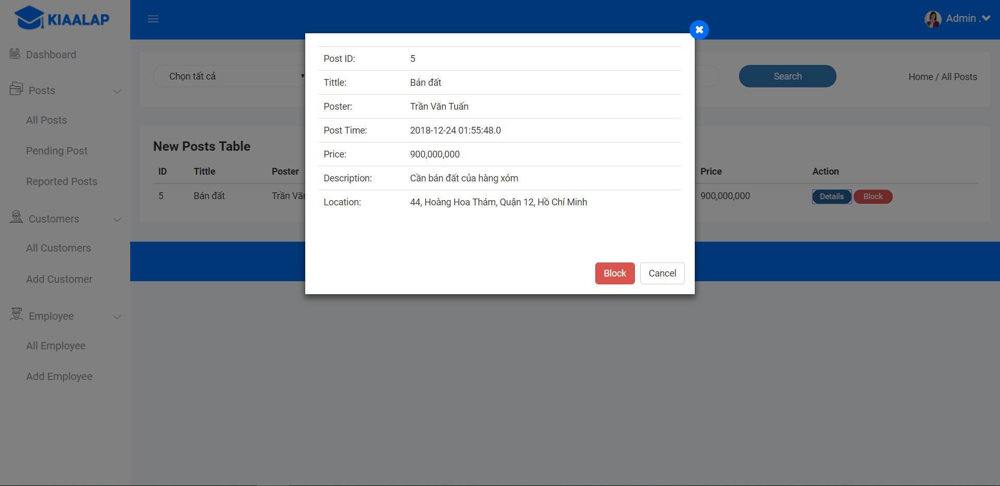 KIAALAP
Admin .
Dashboard
Posts
All Posts
Pending Post
Reported Posts
Customers
All Customers
Add Customer
Employee
All Employee
Add Employee
Chọn tất cả
Search
Home / All Posts
New Posts Table
ID Tittle Poster Price Action
5 Bán đất Trần Văn 900,000,000 Details Block
Post ID: 5
Tittle: Bán đất
Poster: Trần Văn Tuấn
Post Time: 2018-12-24 01:55:48.0
Price: 900,000,000
Description: Cần bán đất của hàng xóm
Location: 44, Hoàng Hoa Thám, Quận 12, Hồ Chí Minh
Block Cancel